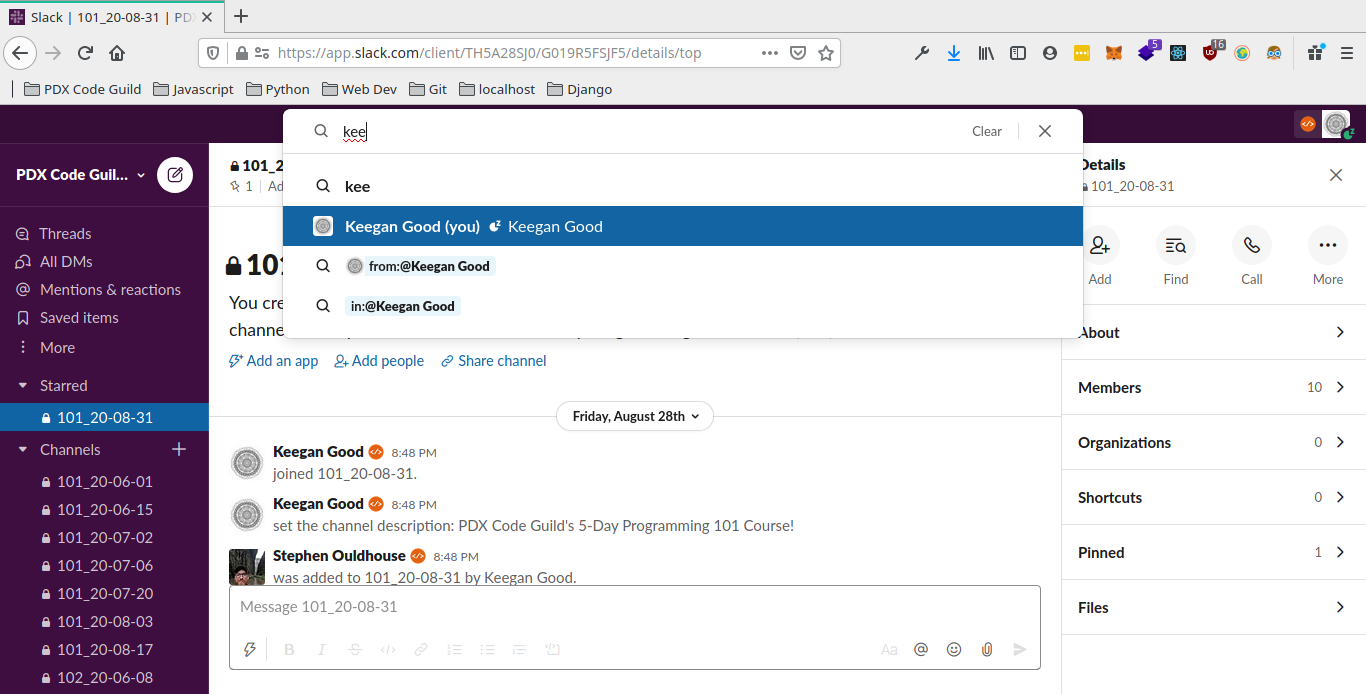 Slack | 101_20-08-31 | PD
https://app.slack.com/client/TH5A28SJ0/G019R5FSJF5/details/top
5
16
PDX Code Guild
Javascript
Python
Web Dev
Git
localhost
Django
kee
Clear
kee
Keegan Good (you) Keegan Good
from:@Keegan Good
in:@Keegan Good
PDX Code Guil...
Threads
All DMs
Mentions & reactions
Saved items
More
Starred
101_20-08-31
Channels
101_20-06-01
101_20-06-15
101_20-07-02
101_20-07-06
101_20-07-20
101_20-08-03
101_20-08-17
102_20-06-08
101_2
1 | Ad
10
You cre
channe
Add an app
Add people
Share channel
Friday, August 28th
Keegan Good 8:48 PM
joined 101_20-08-31.
Keegan Good 8:48 PM
set the channel description: PDX Code Guild's 5-Day Programming 101 Course!
Stephen Ouldhouse 8:48 PM
was added to 101_20-08-31 by Keegan Good.
Message 101_20-08-31
B I S </> Aa @
Details
101_20-08-31
Add
Find
Call
More
About
Members 10
Organizations 0
Shortcuts 0
Pinned 1
Files